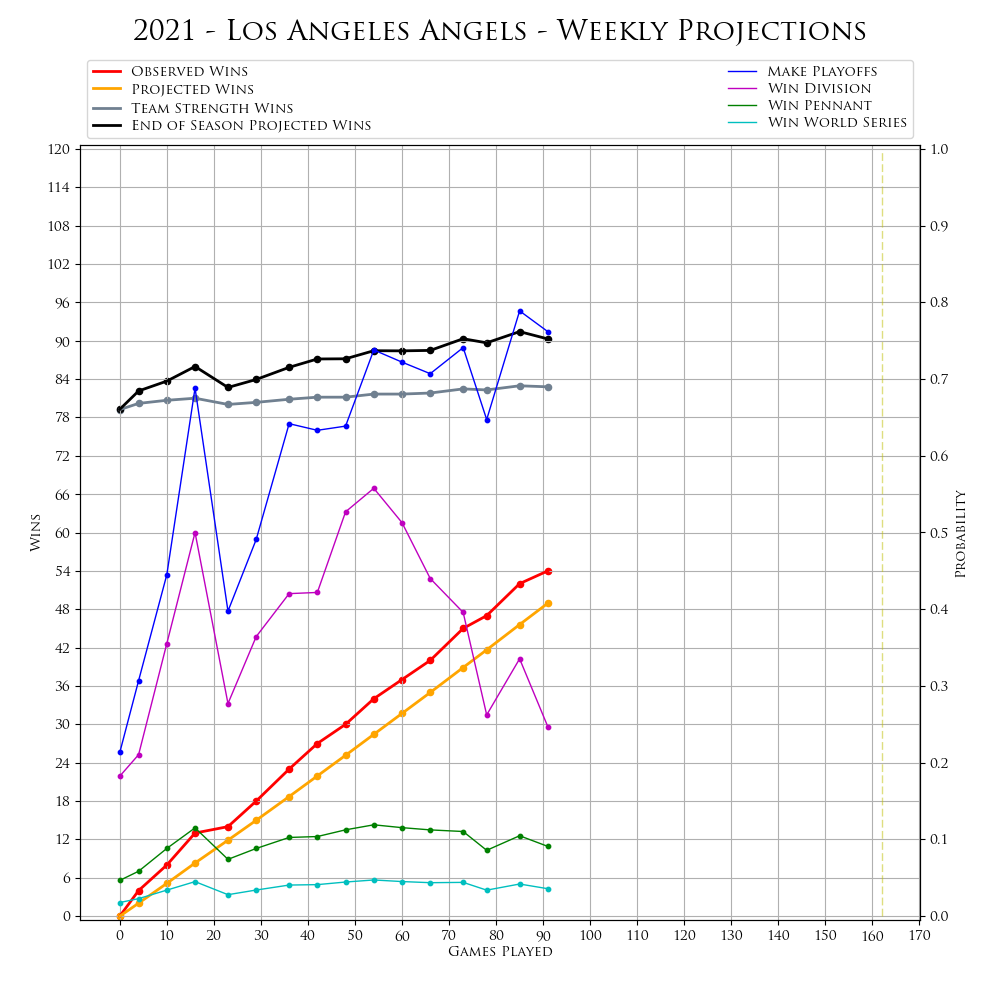 2021 - Los Angeles Angels - Weekly Projections
Observed Wins
Projected Wins
Team Strength Wins
End of Season Projected Wins
Make Playoffs
Win Division
Win Pennant
Win World Series
120
114
108
102
96
90
84
78
72
66
60
54
48
42
36
30
24
18
12
6
0
Wins
1.0
0.9
0.8
0.7
0.6
0.5
0.4
0.3
0.2
0.1
0.0
Probability
0 10 20 30 40 50 60 70 80 90 100 110 120 130 140 150 160 170
Games Played